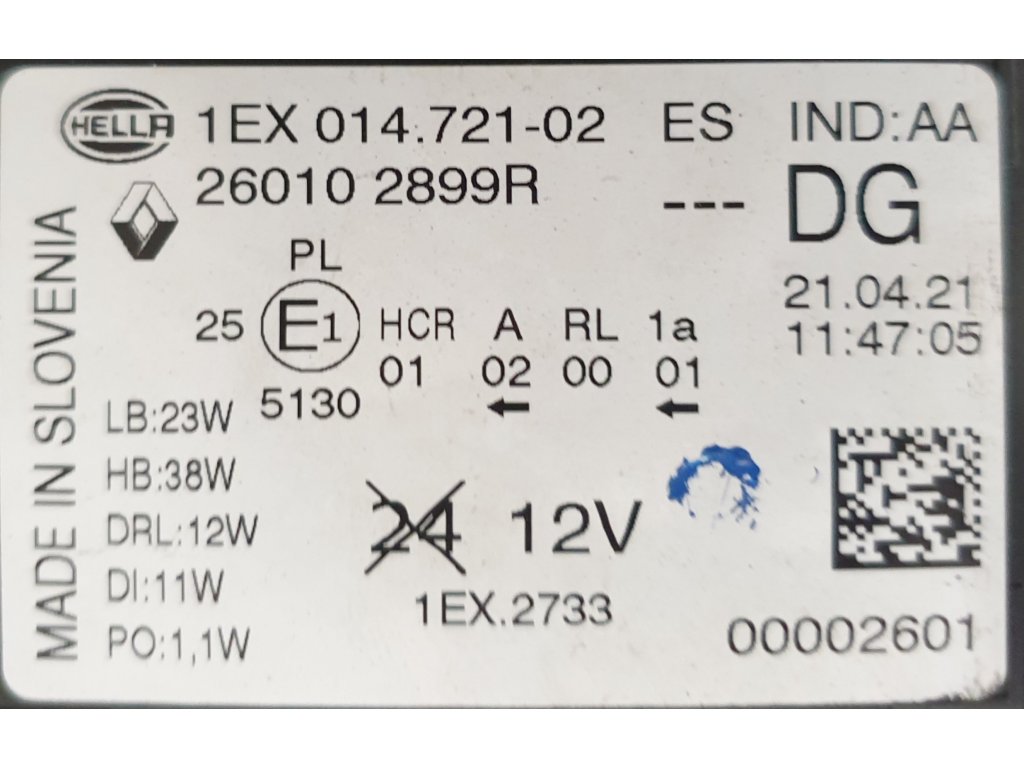 HELLA 1EX 014.721-02 ES IND:AA
26010 2899R --- DG
MADE IN SLOVENIA
PL
21.04.21
25 E1 HCR A RL 1a
11:47:05
5130 01 02 00 01
LB:23W
HB:38W
DRL:12W
DI:11W
PO:1,1W
24 12V
1EX.2733
00002601